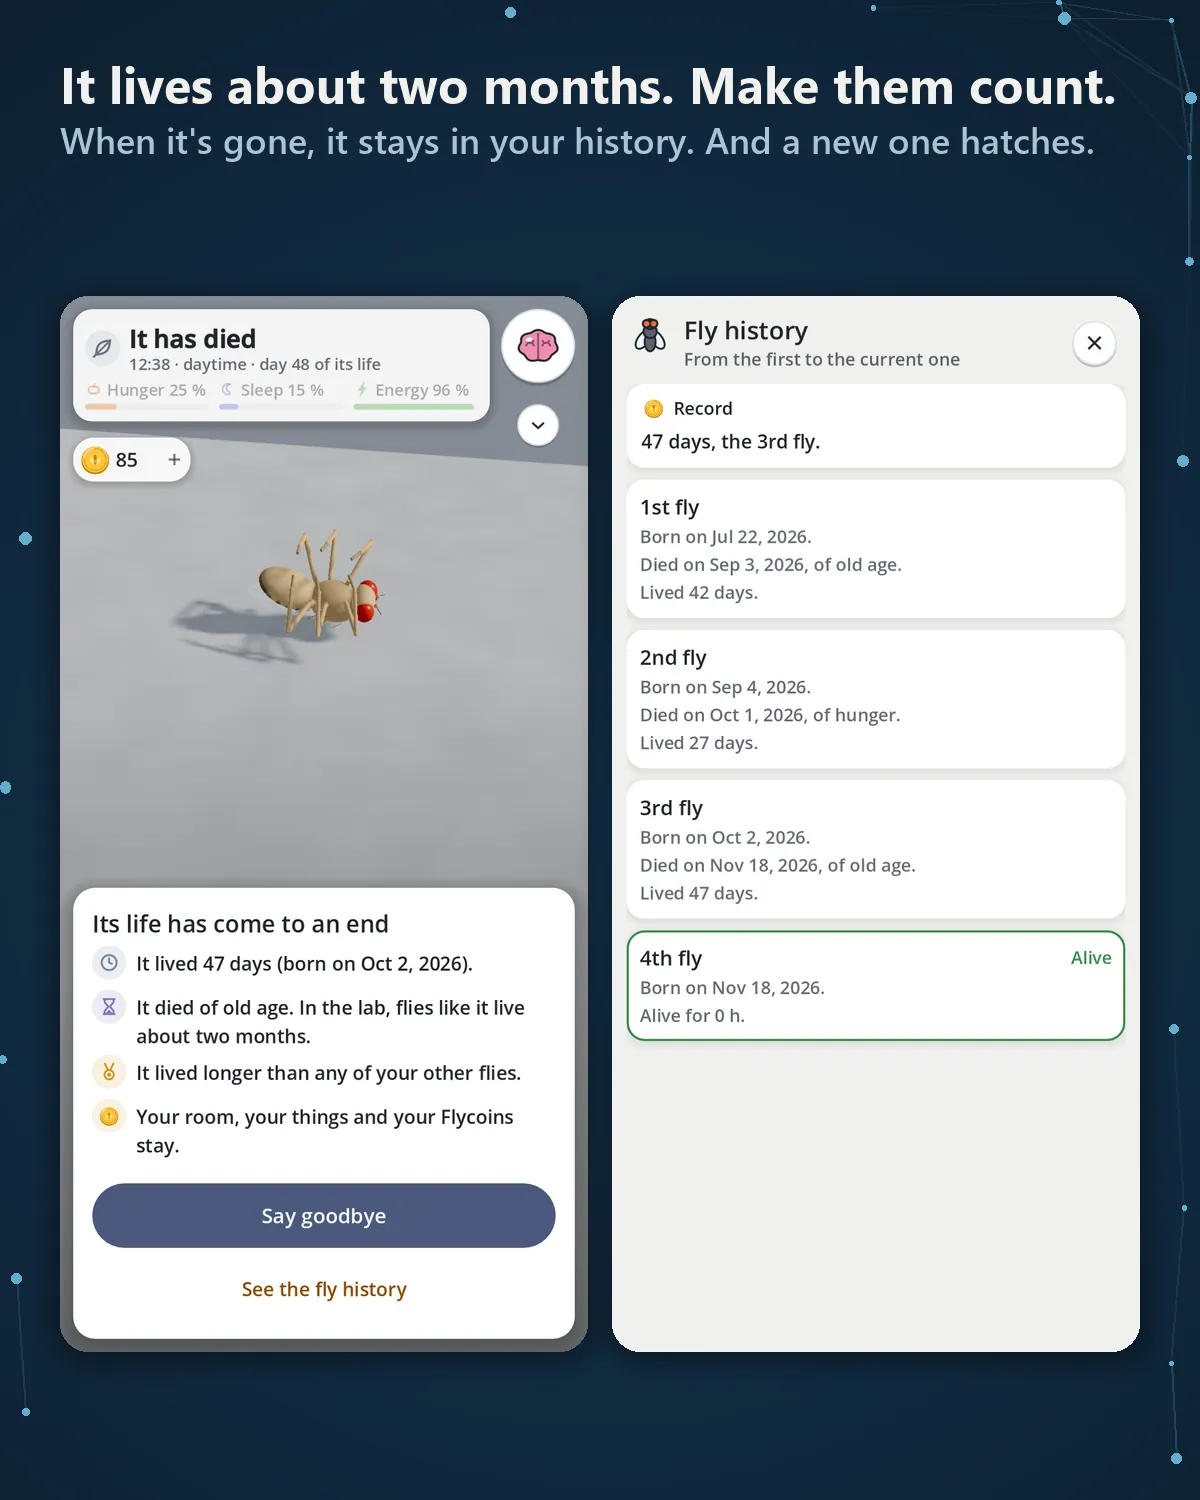 It lives about two months. Make them count.
When it's gone, it stays in your history. And a new one hatches.
It has died
12:38 · daytime · day 48 of its life
Hunger 25 % Sleep 15 % Energy 96 %
85 +
Its life has come to an end
It lived 47 days (born on Oct 2, 2026).
It died of old age. In the lab, flies like it live
about two months.
It lived longer than any of your other flies.
Your room, your things and your Flycoins
stay.
Say goodbye
See the fly history
Fly history
From the first to the current one
Record
47 days, the 3rd fly.
1st fly
Born on Jul 22, 2026.
Died on Sep 3, 2026, of old age.
Lived 42 days.
2nd fly
Born on Sep 4, 2026.
Died on Oct 1, 2026, of hunger.
Lived 27 days.
3rd fly
Born on Oct 2, 2026.
Died on Nov 18, 2026, of old age.
Lived 47 days.
4th fly Alive
Born on Nov 18, 2026.
Alive for 0 h.